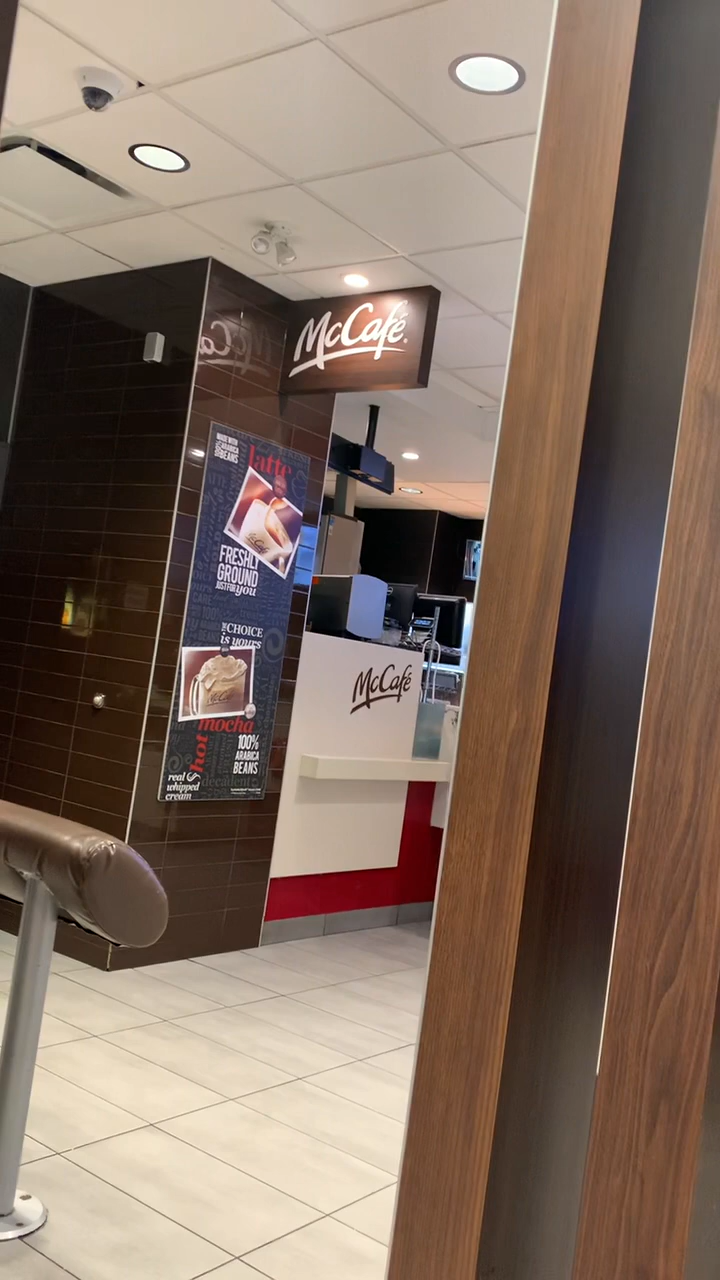 McCafé®
MADE WITH
100% ARABICA
BEANS
latte
FRESHLY
GROUND
JUST FOR you
THE CHOICE
is yours
hot mocha
100%
ARABICA
BEANS
real
whipped
cream
McCafé